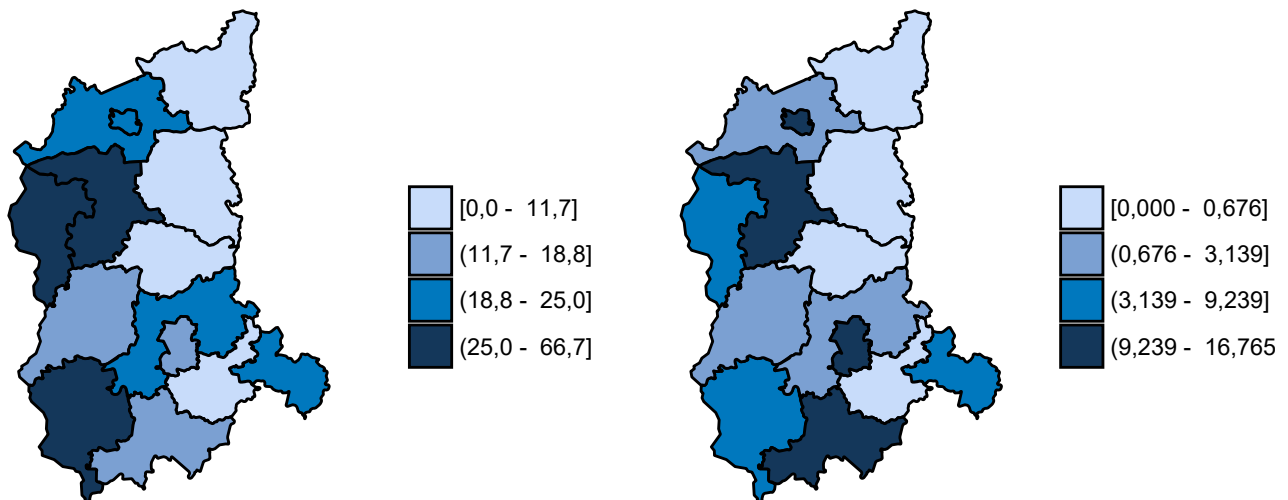 [0,0 - 11,7]
(11,7 - 18,8]
(18,8 - 25,0]
(25,0 - 66,7]
[0,000 - 0,676]
(0,676 - 3,139]
(3,139 - 9,239]
(9,239 - 16,765